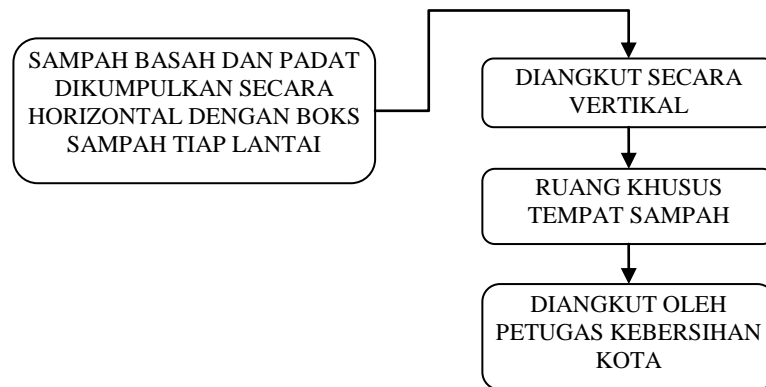 SAMPAH BASAH DAN PADAT
DIKUMPULKAN SECARA
HORIZONTAL DENGAN BOKS
SAMPAH TIAP LANTAI
DIANGKUT SECARA
VERTIKAL
RUANG KHUSUS
TEMPAT SAMPAH
DIANGKUT OLEH
PETUGAS KEBERSIHAN
KOTA